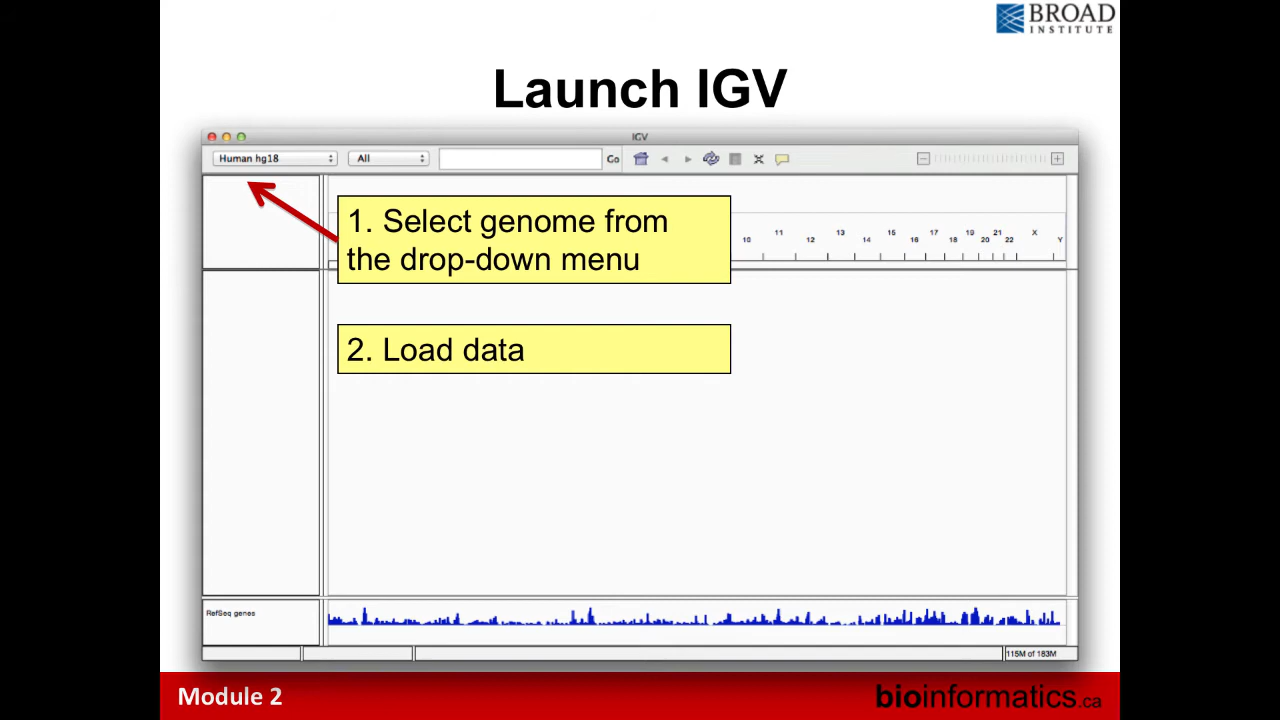 BROAD
INSTITUTE
Launch IGV
IGV
Human hg18 All Go
1. Select genome from
the drop-down menu
10 11 12 13 14 15 16 17 18 19 20 21 22 X Y
2. Load data
RefSeq genes
115M of 183M
Module 2
bioinformatics.ca